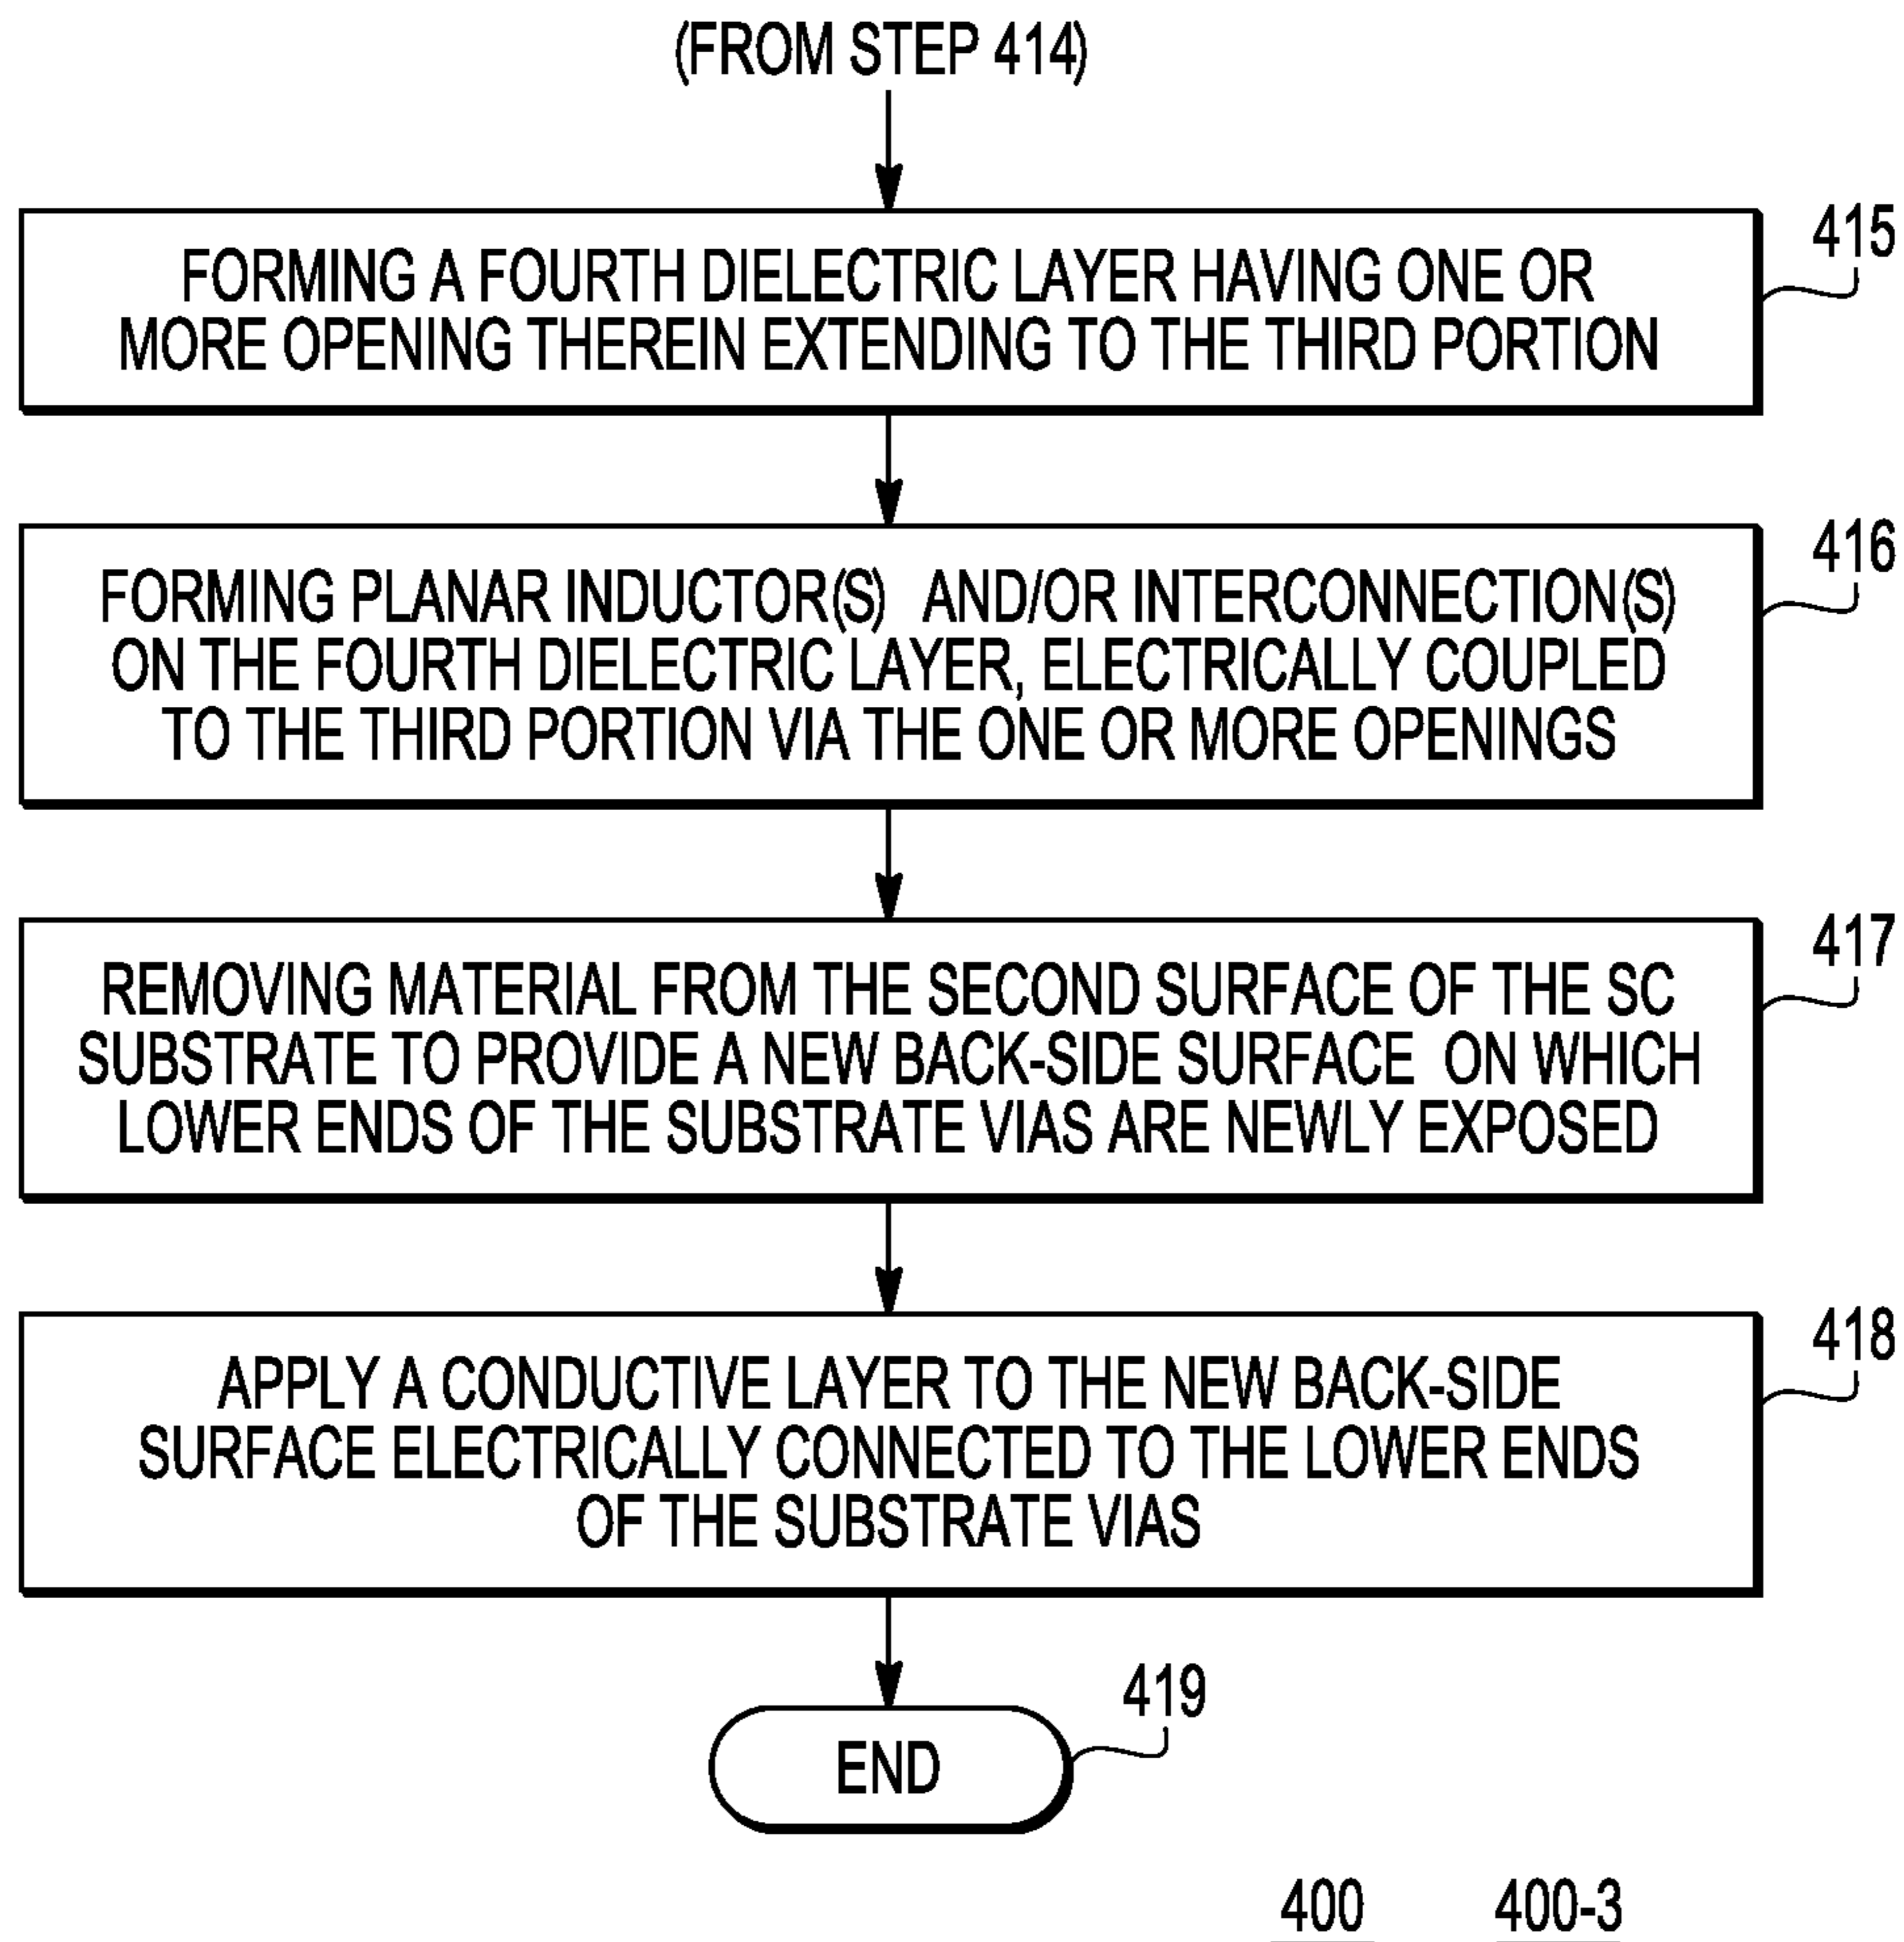 (FROM STEP 414)
415
FORMING A FOURTH DIELECTRIC LAYER HAVING ONE OR
MORE OPENING THEREIN EXTENDING TO THE THIRD PORTION
416
FORMING PLANAR INDUCTOR(S) AND/OR INTERCONNECTION(S)
ON THE FOURTH DIELECTRIC LAYER, ELECTRICALLY COUPLED
TO THE THIRD PORTION VIA THE ONE OR MORE OPENINGS
417
REMOVING MATERIAL FROM THE SECOND SURFACE OF THE SC
SUBSTRATE TO PROVIDE A NEW BACK-SIDE SURFACE ON WHICH
LOWER ENDS OF THE SUBSTRATE VIAS ARE NEWLY EXPOSED
418
APPLY A CONDUCTIVE LAYER TO THE NEW BACK-SIDE
SURFACE ELECTRICALLY CONNECTED TO THE LOWER ENDS
OF THE SUBSTRATE VIAS
419
END
400 400-3